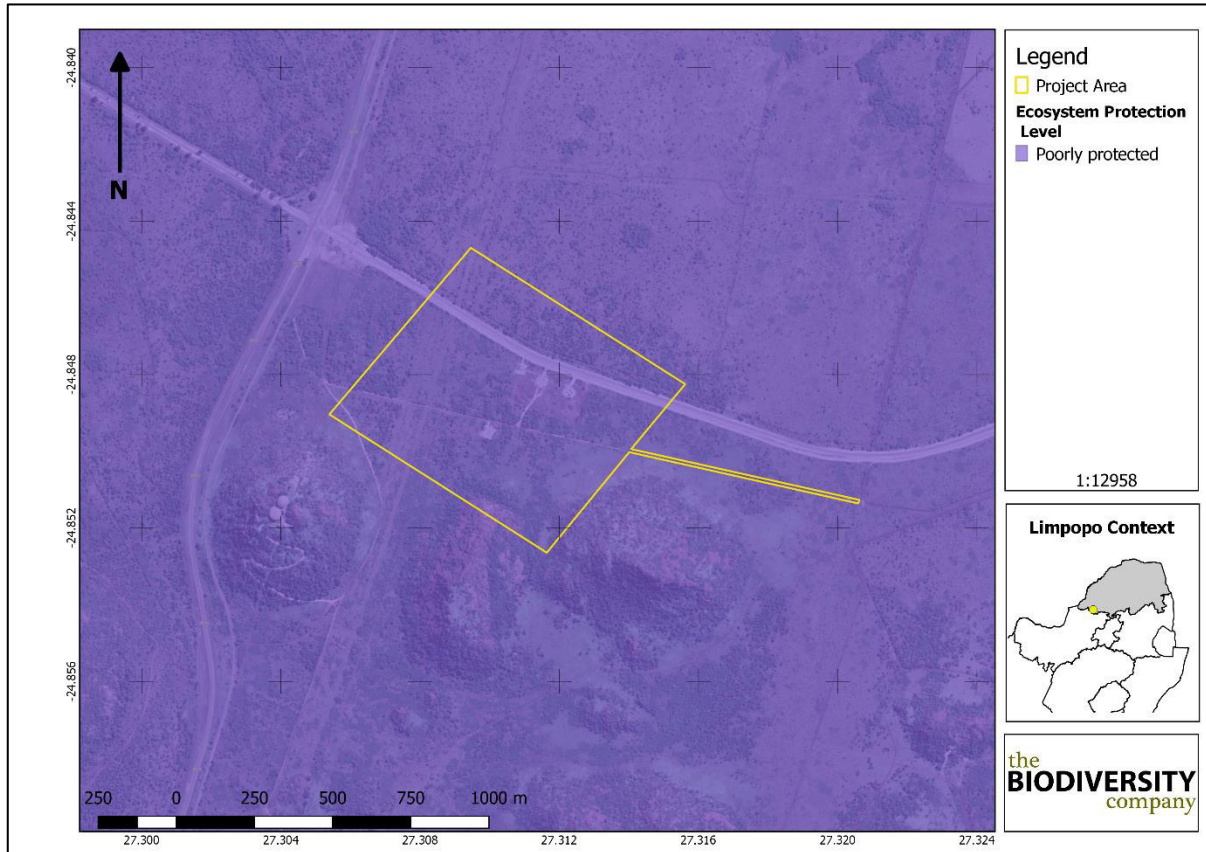 -24.840
-24.844
-24.848
-24.852
-24.856
N
250 0 250 500 750 1000 m
27.300 27.304 27.308 27.312 27.316 27.320 27.324
Legend
Project Area
Ecosystem Protection
Level
Poorly protected
1:12958
Limpopo Context
the
BIODIVERSITY
company